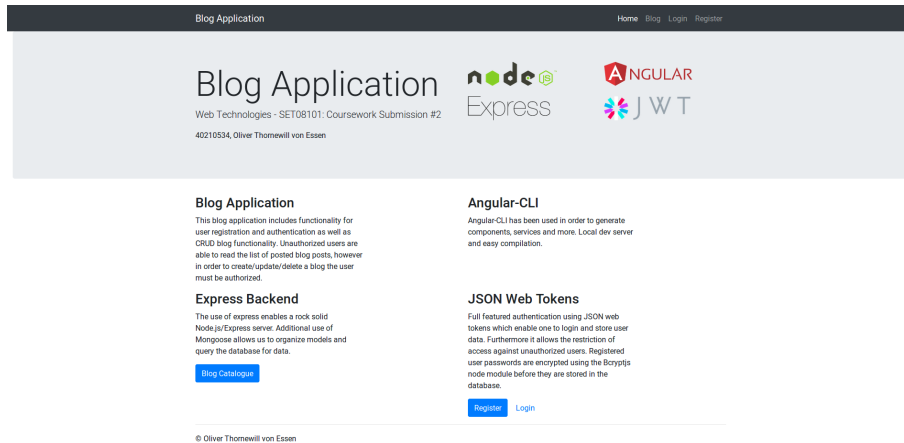 Blog Application
Home Blog Login Register
Blog Application
Web Technologies - SET08101: Coursework Submission #2
40210534, Oliver Thornewill von Essen
node JS
Express
ANGULAR
JWT
Blog Application
This blog application includes functionality for
user registration and authentication as well as
CRUD blog functionality. Unauthorized users are
able to read the list of posted blog posts, however
in order to create/update/delete a blog the user
must be authorized.
Angular-CLI
Angular-CLI has been used in order to generate
components, services and more. Local dev server
and easy compilation.
Express Backend
The use of express enables a rock solid
Node.js/Express server. Additional use of
Mongoose allows us to organize models and
query the database for data.
Blog Catalogue
JSON Web Tokens
Full featured authentication using JSON web
tokens which enable one to login and store user
data. Furthermore it allows the restriction of
access against unauthorized users. Registered
user passwords are encrypted using the Bcryptjs
node module before they are stored in the
database.
Register Login
© Oliver Thornewill von Essen